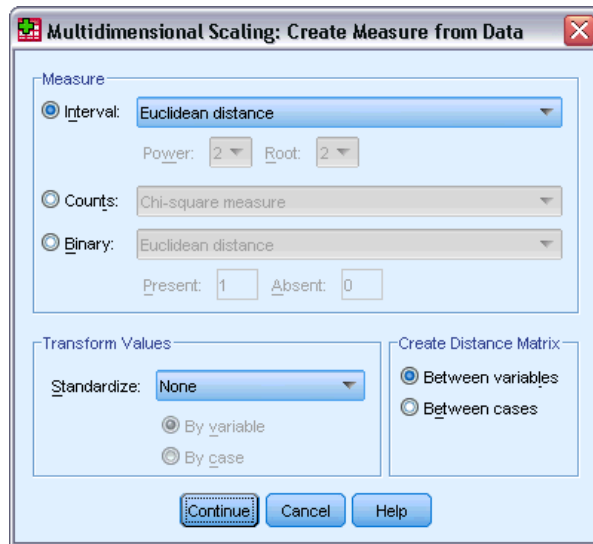 Multidimensional Scaling: Create Measure from Data
Measure
Interval: Euclidean distance
Power: 2 Root: 2
Counts: Chi-square measure
Binary: Euclidean distance
Present: 1 Absent: 0
Transform Values
Standardize: None
By variable
By case
Create Distance Matrix
Between variables
Between cases
Continue Cancel Help